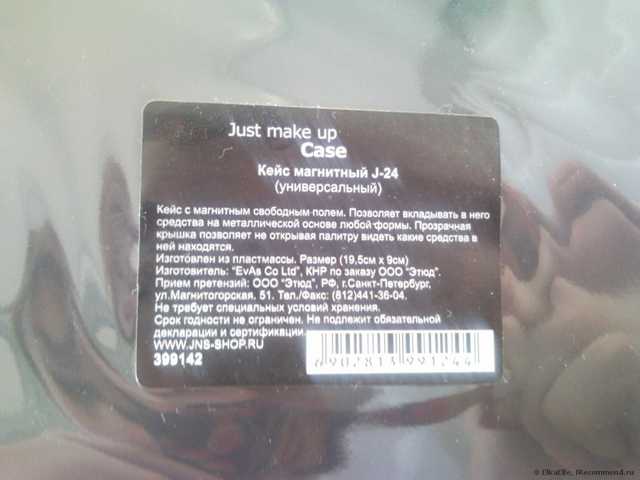 Just make up
Case
Кейс магнитный J-24
(универсальный)
Кейс с магнитным свободным полем. Позволяет вкладывать в него
средства на металлической основе любой формы. Прозрачная
крышка позволяет не открывая палитру видеть какие средства в
ней находятся.
Изготовлен из пластмассы. Размер (19,5см х 9см)
Изготовитель: "EvAs Co Ltd", КНР по заказу ООО "Этюд".
Прием претензий: ООО "Этюд", РФ, г.Санкт-Петербург,
ул.Магнитогорская, 51. Тел./Факс: (812)441-36-04.
Не требует специальных условий хранения.
Срок годности не ограничен. Не подлежит обязательной
декларации и сертификации.
WWW.JNS-SHOP.RU
399142
6902813991244
© ElkaElfe, IRecommend.ru